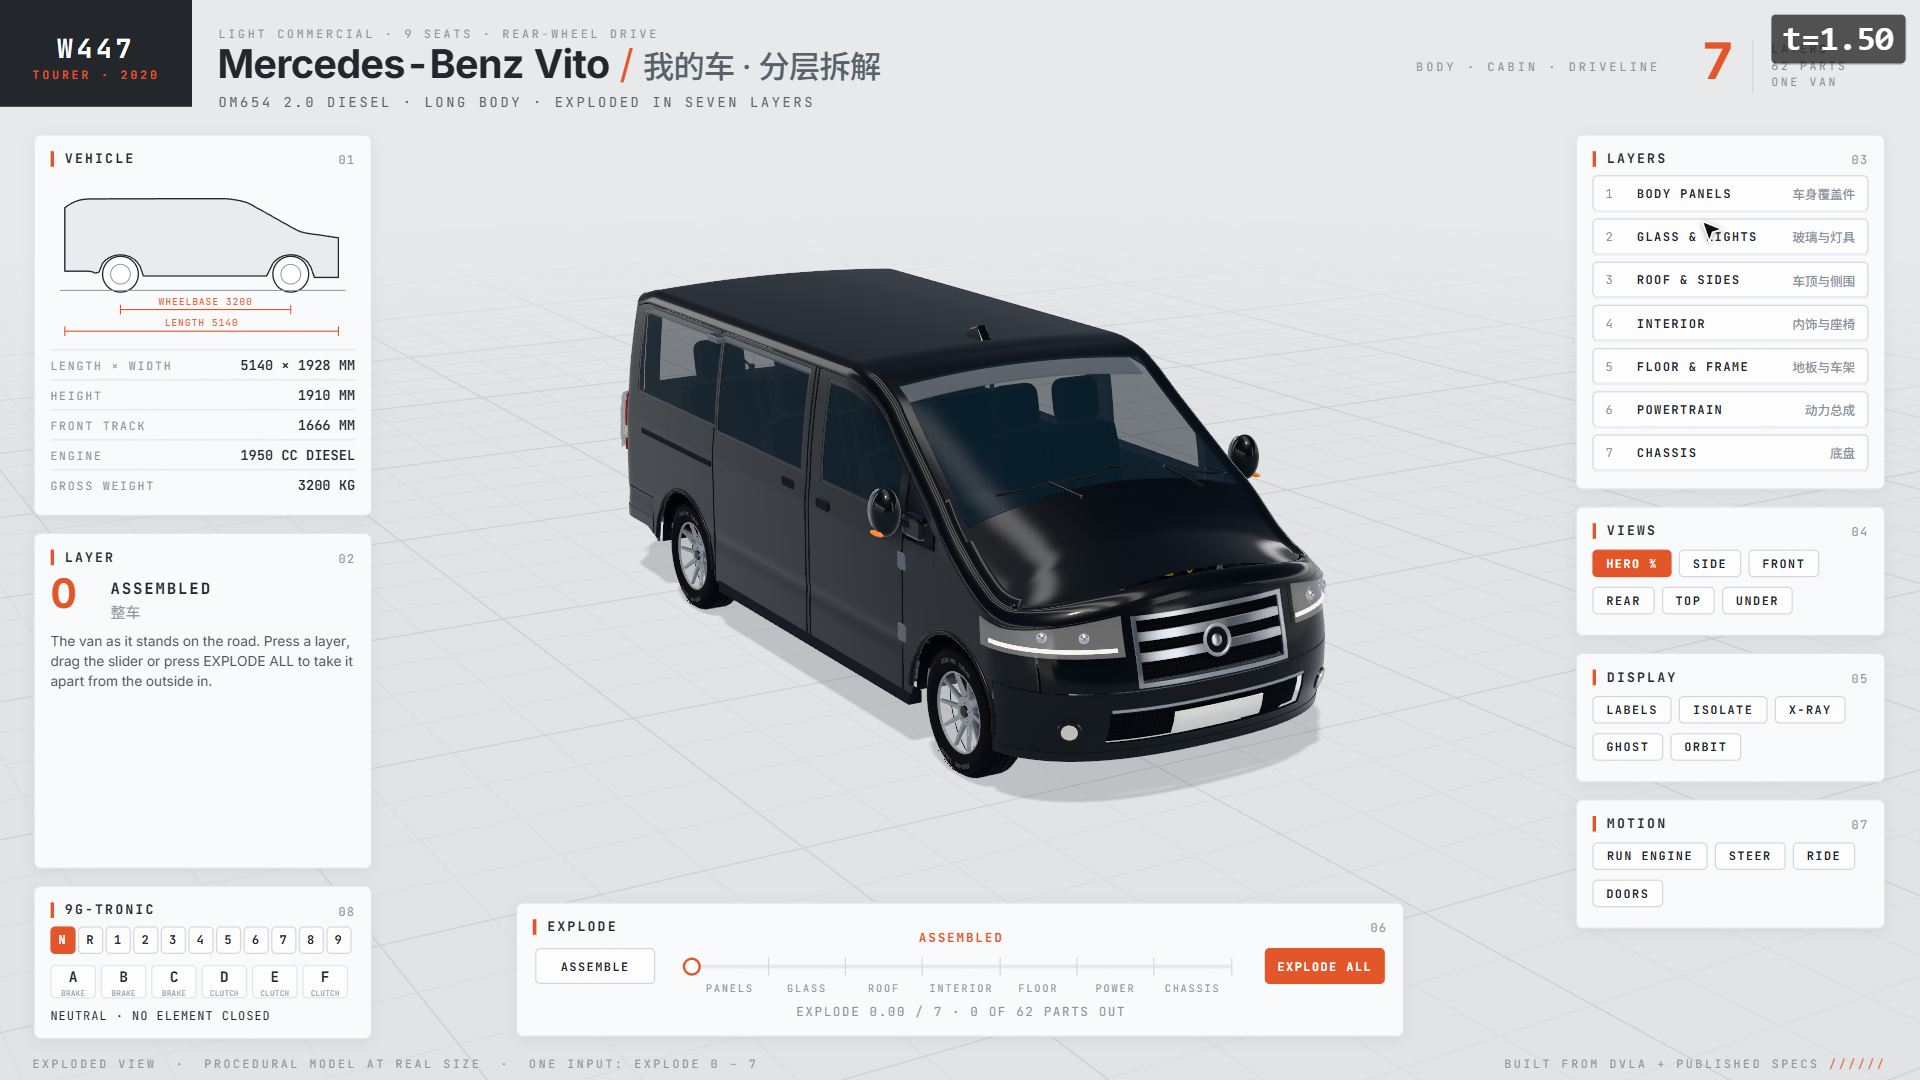 W447
TOURER · 2020
LIGHT COMMERCIAL · 9 SEATS · REAR-WHEEL DRIVE
Mercedes-Benz Vito / 我的车 · 分层拆解
OM654 2.0 DIESEL · LONG BODY · EXPLODED IN SEVEN LAYERS
BODY · CABIN · DRIVELINE
7
t=1.50
62 PARTS
ONE VAN
VEHICLE 01
WHEELBASE 3200
LENGTH 5140
LENGTH × WIDTH 5140 × 1928 MM
HEIGHT 1910 MM
FRONT TRACK 1666 MM
ENGINE 1950 CC DIESEL
GROSS WEIGHT 3200 KG
LAYER 02
0 ASSEMBLED
整车
The van as it stands on the road. Press a layer,
drag the slider or press EXPLODE ALL to take it
apart from the outside in.
9G-TRONIC 08
N R 1 2 3 4 5 6 7 8 9
A B C D E F
BRAKE BRAKE BRAKE CLUTCH CLUTCH CLUTCH
NEUTRAL · NO ELEMENT CLOSED
EXPLODE 06
ASSEMBLED
ASSEMBLE
EXPLODE ALL
PANELS GLASS ROOF INTERIOR FLOOR POWER CHASSIS
EXPLODE 0.00 / 7 · 0 OF 62 PARTS OUT
LAYERS 03
1 BODY PANELS 车身覆盖件
2 GLASS & LIGHTS 玻璃与灯具
3 ROOF & SIDES 车顶与侧围
4 INTERIOR 内饰与座椅
5 FLOOR & FRAME 地板与车架
6 POWERTRAIN 动力总成
7 CHASSIS 底盘
VIEWS 04
HERO ¾ SIDE FRONT
REAR TOP UNDER
DISPLAY 05
LABELS ISOLATE X-RAY
GHOST ORBIT
MOTION 07
RUN ENGINE STEER RIDE
DOORS
EXPLODED VIEW · PROCEDURAL MODEL AT REAL SIZE · ONE INPUT: EXPLODE 0 – 7
BUILT FROM DVLA + PUBLISHED SPECS //////